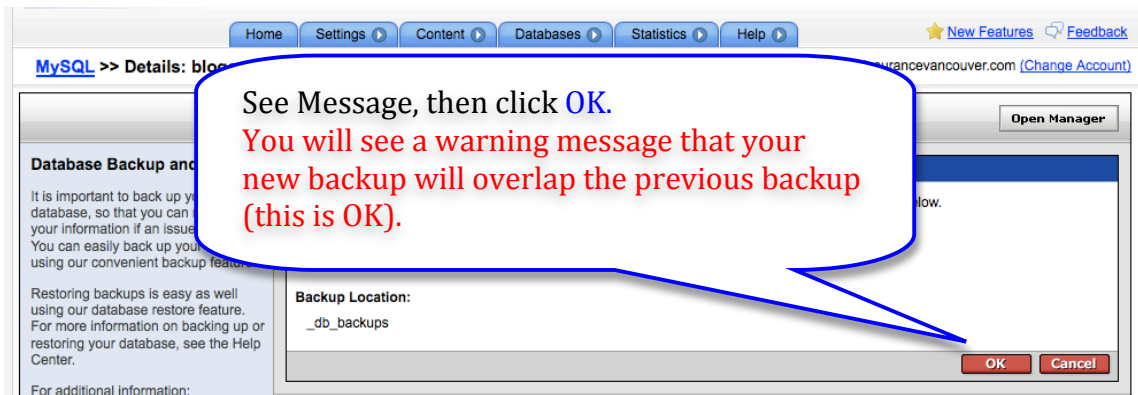 Home Settings Content Databases Statistics Help New Features Feedback
MySQL >> Details: (Change Account)
See Message, then click OK.
You will see a warning message that your
new backup will overlap the previous backup
(this is OK).
Open Manager
Database Backup and
It is important to back up
database, so that you can
your information if an issue
You can easily back up your
using our convenient backup feature
Restoring backups is easy as well
using our database restore feature.
For more information on backing up or
restoring your database, see the Help
Center.
For additional information:
Backup Location:
_db_backups
OK Cancel